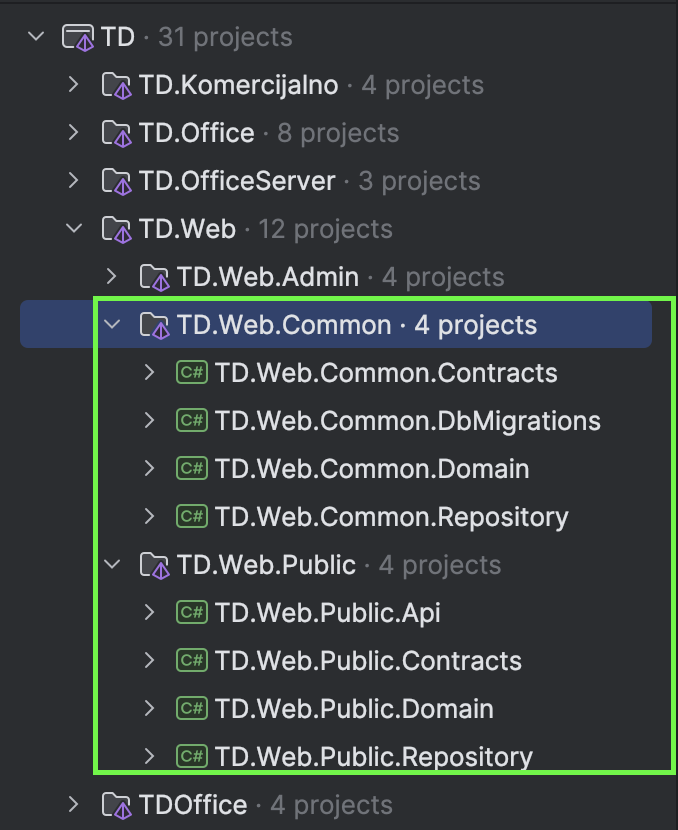 TD · 31 projects
TD.Komercijalno · 4 projects
TD.Office · 8 projects
TD.OfficeServer · 3 projects
TD.Web · 12 projects
TD.Web.Admin · 4 projects
TD.Web.Common · 4 projects
C# TD.Web.Common.Contracts
C# TD.Web.Common.DbMigrations
C# TD.Web.Common.Domain
C# TD.Web.Common.Repository
TD.Web.Public · 4 projects
C# TD.Web.Public.Api
C# TD.Web.Public.Contracts
C# TD.Web.Public.Domain
C# TD.Web.Public.Repository
TDOffice · 4 projects